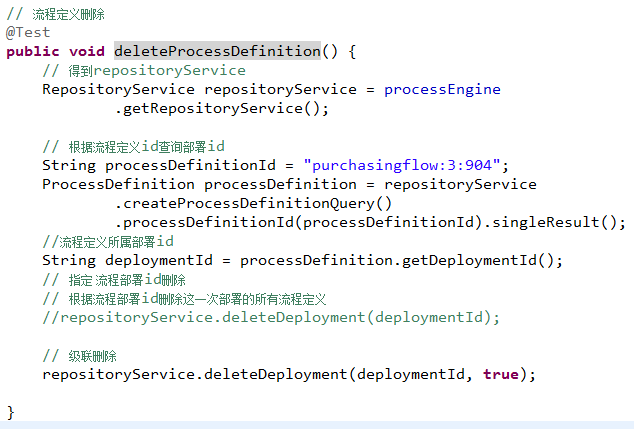 // 流程定义删除
@Test
public void deleteProcessDefinition() {
// 得到repositoryService
RepositoryService repositoryService = processEngine
.getRepositoryService();
// 根据流程定义id查询部署id
String processDefinitionId = "purchasingflow:3:904";
ProcessDefinition processDefinition = repositoryService
.createProcessDefinitionQuery()
.processDefinitionId(processDefinitionId).singleResult();
//流程定义所属部署id
String deploymentId = processDefinition.getDeploymentId();
// 指定 流程部署id删除
// 根据流程部署id删除这一次部署的所有流程定义
//repositoryService.deleteDeployment(deploymentId);
// 级联删除
repositoryService.deleteDeployment(deploymentId, true);
}